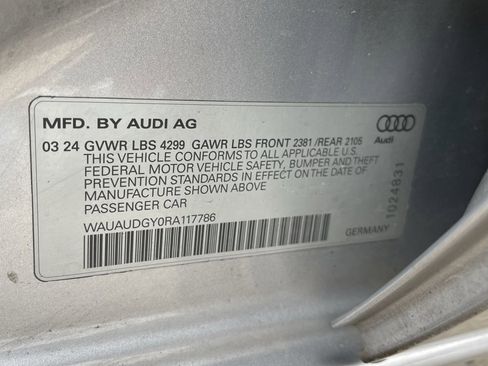 MFD. BY AUDI AG
Audi
03 24 GVWR LBS 4299 GAWR LBS FRONT 2381 /REAR 2105
THIS VEHICLE CONFORMS TO ALL APPLICABLE U.S.
FEDERAL MOTOR VEHICLE SAFETY, BUMPER AND THEFT
PREVENTION STANDARDS IN EFFECT ON THE DATE OF
MANUFACTURE SHOWN ABOVE
PASSENGER CAR
WAUAUDGY0RA117786
1024831
GERMANY